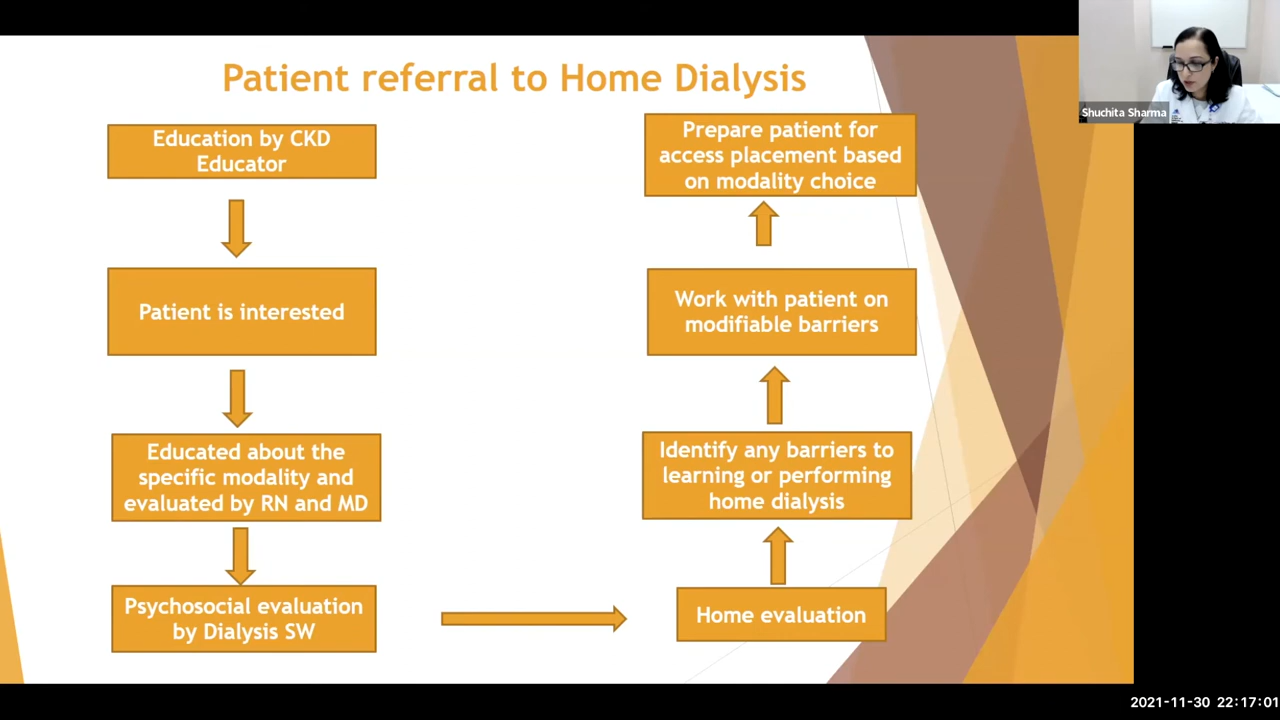 Patient referral to Home Dialysis
Education by CKD
Educator
Patient is interested
Educated about the
specific modality and
evaluated by RN and MD
Psychosocial evaluation
by Dialysis SW
Home evaluation
Identify any barriers to
learning or performing
home dialysis
Work with patient on
modifiable barriers
Prepare patient for
access placement based
on modality choice
Shuchita Sharma
2021-11-30 22:17:01